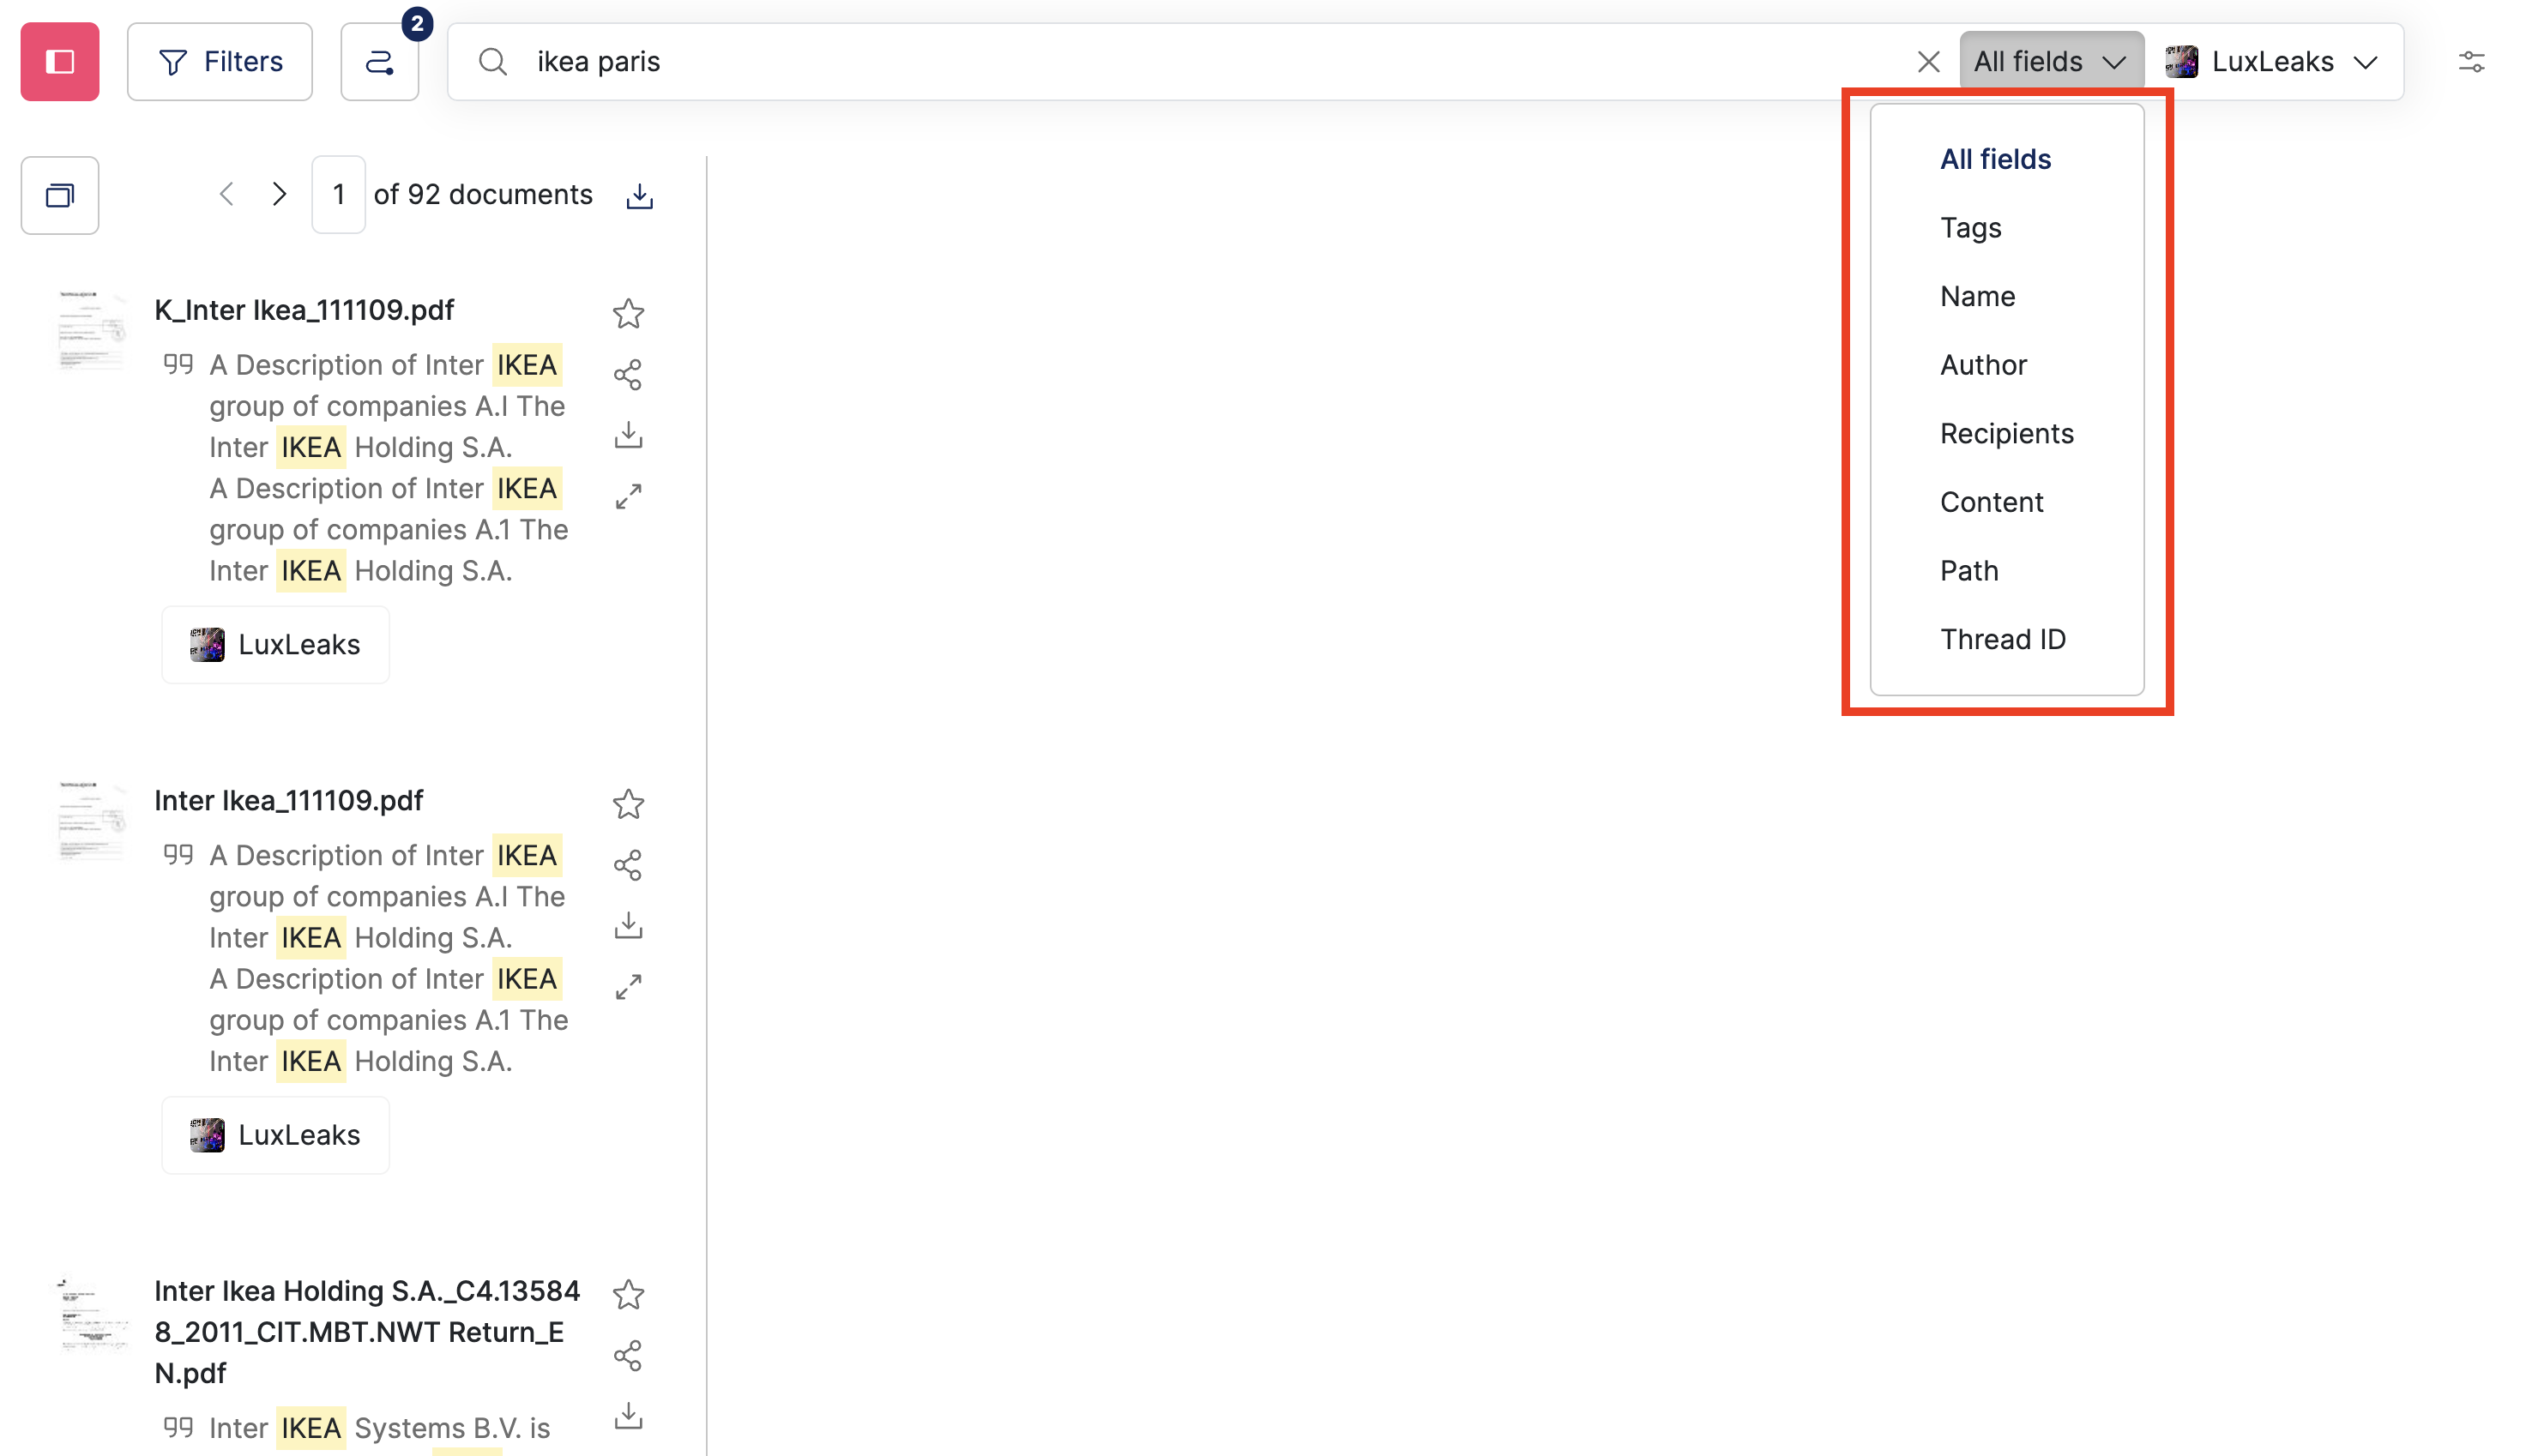 Filters
2
ikea paris
All fields
LuxLeaks
1 of 92 documents
All fields
Tags
Name
Author
Recipients
Content
Path
Thread ID
K_Inter Ikea_111109.pdf
A Description of Inter IKEA
group of companies A.I The
Inter IKEA Holding S.A.
A Description of Inter IKEA
group of companies A.1 The
Inter IKEA Holding S.A.
LuxLeaks
Inter Ikea_111109.pdf
A Description of Inter IKEA
group of companies A.I The
Inter IKEA Holding S.A.
A Description of Inter IKEA
group of companies A.1 The
Inter IKEA Holding S.A.
LuxLeaks
Inter Ikea Holding S.A._C4.13584
8_2011_CIT.MBT.NWT Return_E
N.pdf
Inter IKEA Systems B.V. is